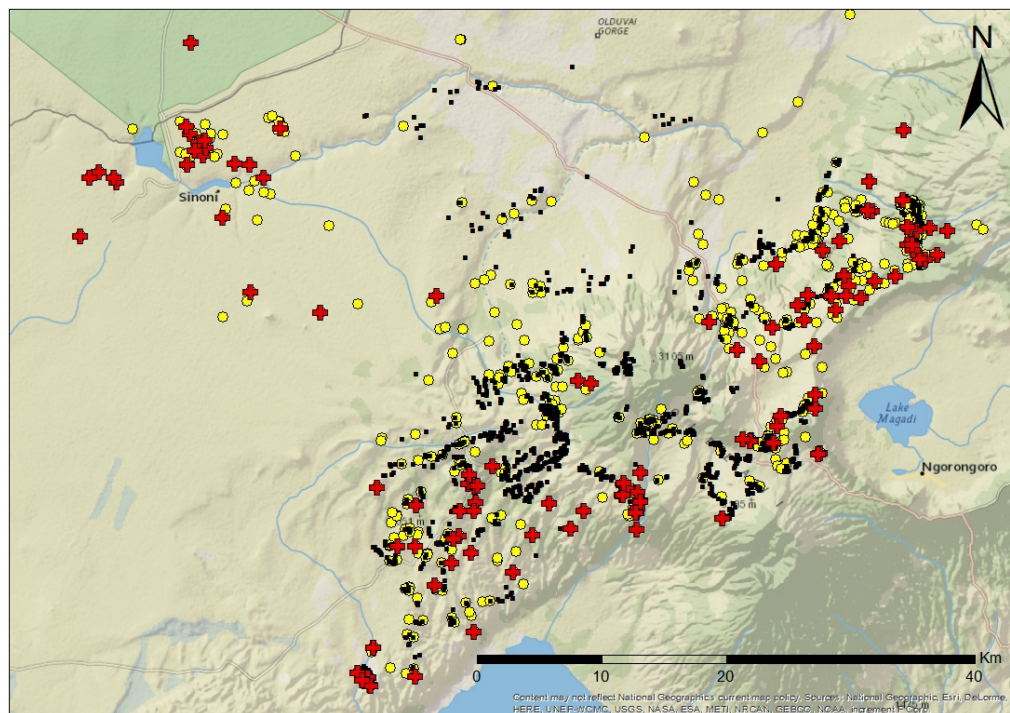 OLDUVAI
GORGE
N
Sinoni
3105 m
Lake
Magadi
Ngorongoro
Km
0 10 20 40
Content may not reflect National Geographic's current map policy. Sources: National Geographic, Esri, DeLorme,
HERE, UNEP-WCMC, USGS, NASA, ESA, METI, NRCAN, GEBCO, NOAA, increment P Corp.